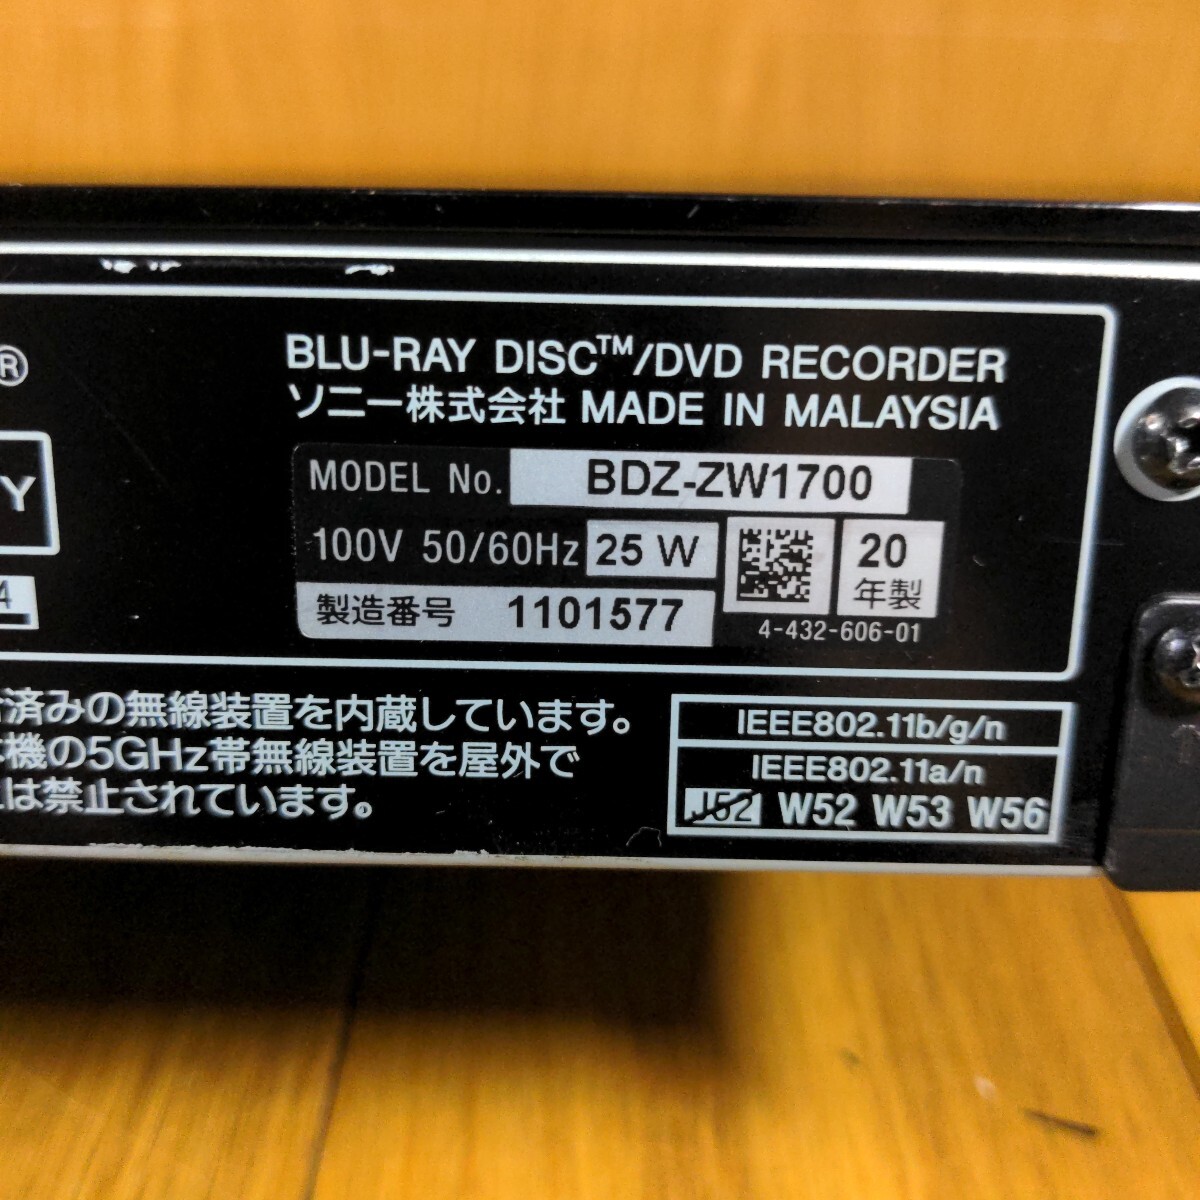 ®
BLU-RAY DISC™/DVD RECORDER
ソニー株式会社 MADE IN MALAYSIA
Y
MODEL No. BDZ-ZW1700
100V 50/60Hz 25 W
20
年製
4
製造番号 1101577
4-432-606-01
済みの無線装置を内蔵しています。
機の5GHz帯無線装置を屋外で
は禁止されています。
IEEE802.11b/g/n
IEEE802.11a/n
J52 W52 W53 W56